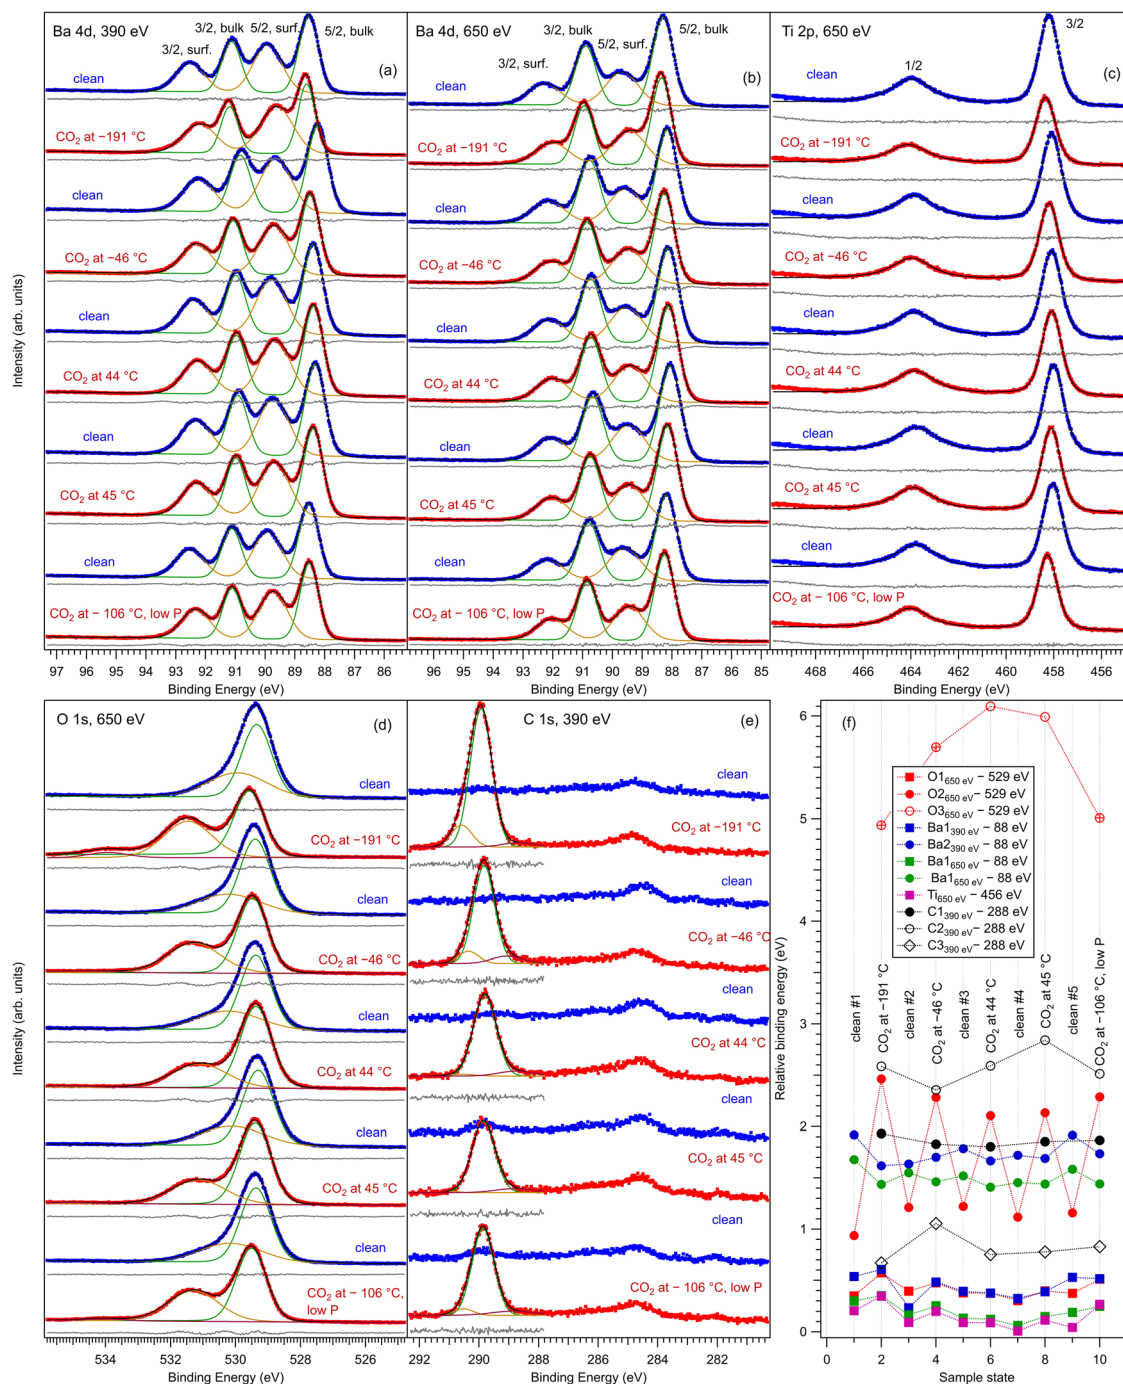 Ba 4d, 390 eV
3/2, surf.
3/2, bulk
5/2, surf.
5/2, bulk
(a)
clean
CO2 at −191 °C
clean
CO2 at −46 °C
clean
CO2 at 44 °C
clean
CO2 at 45 °C
clean
CO2 at − 106 °C, low P
97 96 95 94 93 92 91 90 89 88 87 86
Binding Energy (eV)
Intensity (arb. units)
Ba 4d, 650 eV
3/2, surf.
3/2, bulk
5/2, surf.
5/2, bulk
(b)
clean
CO2 at −191 °C
clean
CO2 at −46 °C
clean
CO2 at 44 °C
clean
CO2 at 45 °C
clean
CO2 at − 106 °C, low P
96 95 94 93 92 91 90 89 88 87 86 85
Binding Energy (eV)
Ti 2p, 650 eV
1/2
3/2
(c)
clean
CO2 at −191 °C
clean
CO2 at −46 °C
clean
CO2 at 44 °C
clean
CO2 at 45 °C
clean
CO2 at − 106 °C, low P
468 466 464 462 460 458 456
Binding Energy (eV)
O 1s, 650 eV
(d)
clean
CO2 at −191 °C
clean
CO2 at −46 °C
clean
CO2 at 44 °C
clean
CO2 at 45 °C
clean
CO2 at − 106 °C,
low P
534 532 530 528 526 524
Binding Energy (eV)
Intensity (arb. units)
C 1s, 390 eV
(e)
clean
CO2 at −191 °C
clean
CO2 at −46 °C
clean
CO2 at 44 °C
clean
CO2 at 45 °C
clean
CO2 at − 106 °C, low P
292 290 288 286 284 282
Binding Energy (eV)
(f)
O1650 eV − 529 eV
O2650 eV − 529 eV
O3650 eV − 529 eV
Ba1390 eV − 88 eV
Ba2390 eV − 88 eV
Ba1650 eV − 88 eV
Ba1650 eV − 88 eV
Ti650 eV − 456 eV
C1390 eV − 288 eV
C2390 eV − 288 eV
C3390 eV − 288 eV
clean #1
CO2 at −191 °C
clean #2
CO2 at −46 °C
clean #3
CO2 at 44 °C
clean #4
CO2 at 45 °C
clean #5
CO2 at −106 °C, low P
6
5
4
3
2
1
0
Relative binding energy (eV)
0 2 4 6 8 10
Sample state